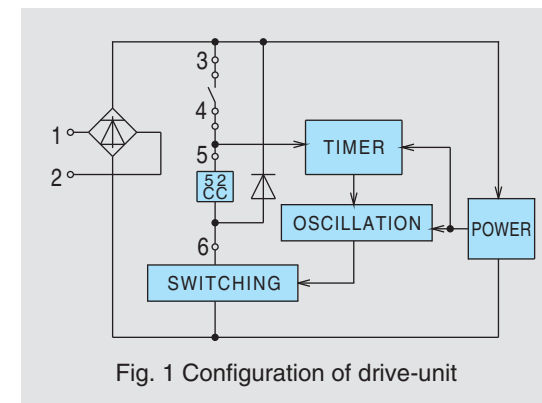 3
4
1
2
5
TIMER
52
CC
OSCILLATION
POWER
6
SWITCHING
Fig. 1 Configuration of drive-unit